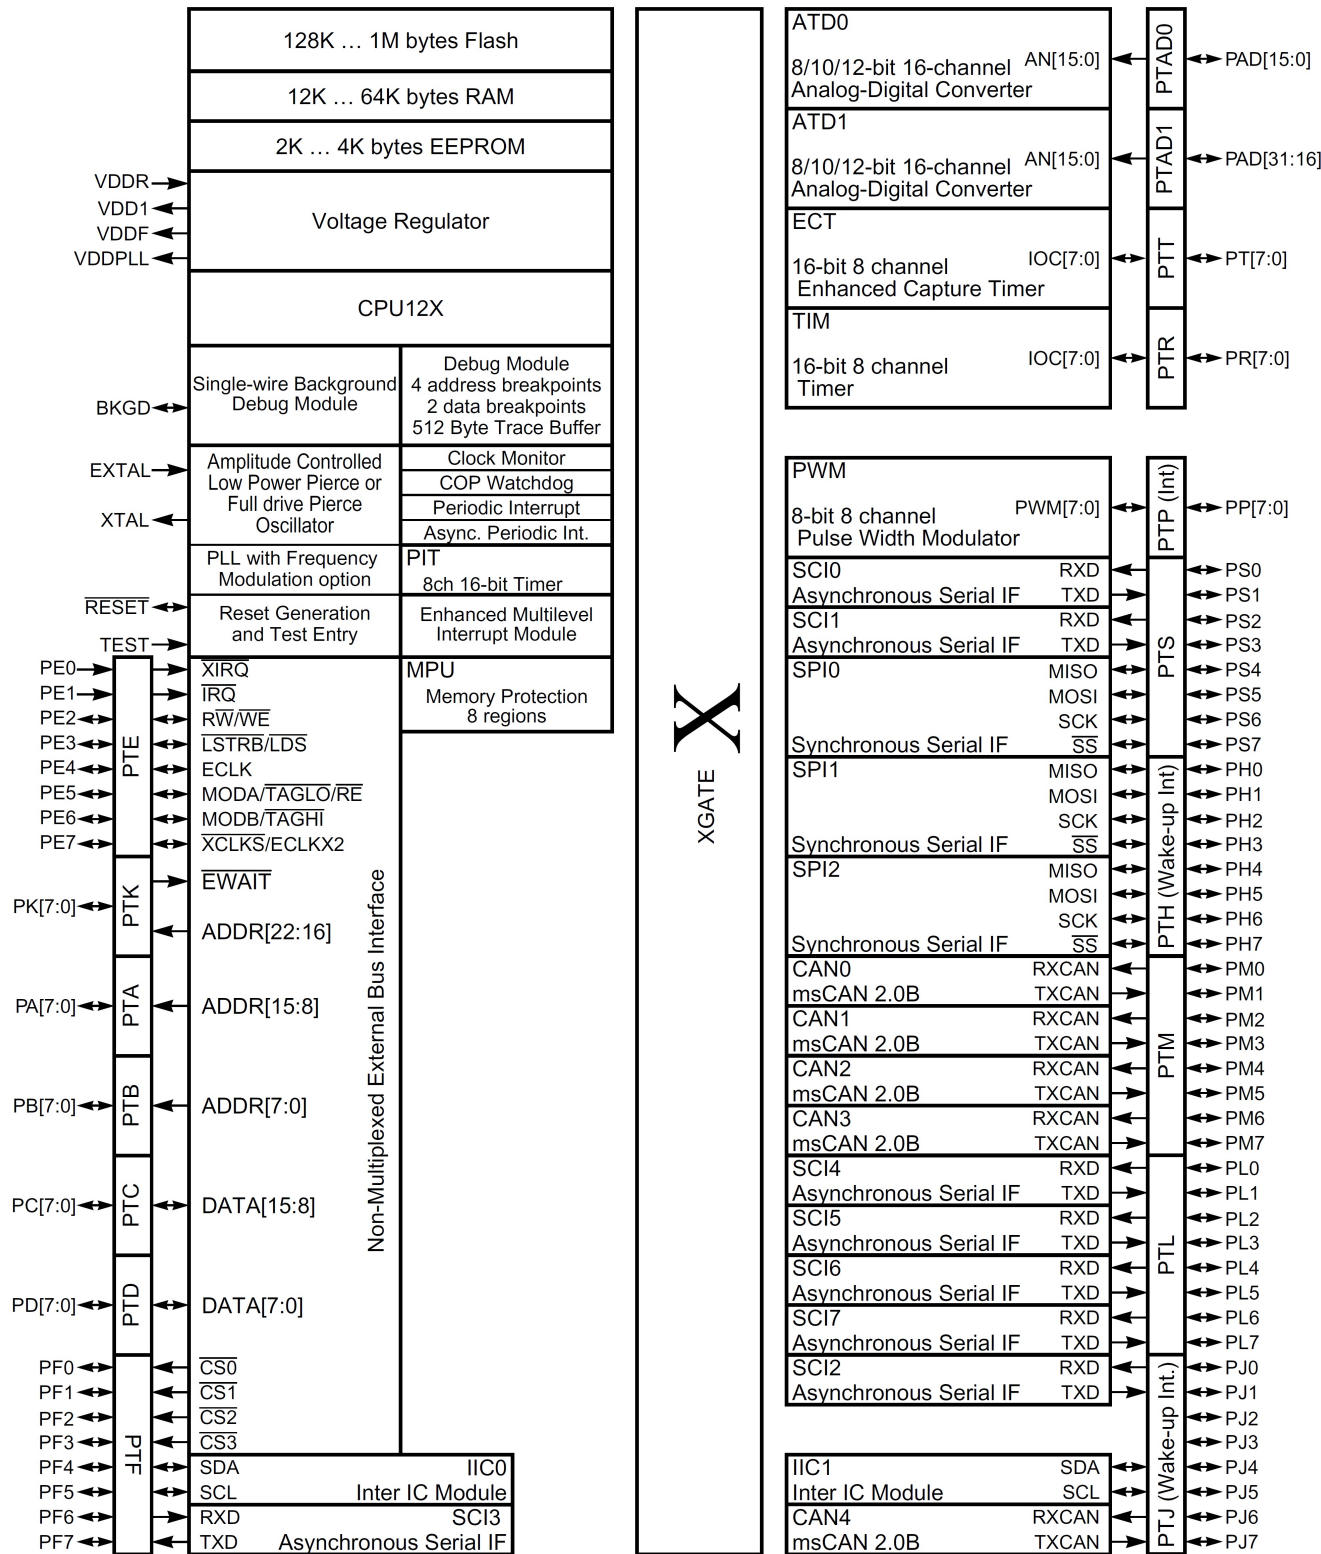 128K … 1M bytes Flash
12K … 64K bytes RAM
2K … 4K bytes EEPROM
VDDR
VDD1
VDDF
VDDPLL
Voltage Regulator
CPU12X
BKGD
Single-wire Background
Debug Module
Debug Module
4 address breakpoints
2 data breakpoints
512 Byte Trace Buffer
EXTAL
XTAL
Amplitude Controlled
Low Power Pierce or
Full drive Pierce
Oscillator
Clock Monitor
COP Watchdog
Periodic Interrupt
Async. Periodic Int.
PLL with Frequency
Modulation option
PIT
8ch 16-bit Timer
RESET
TEST
Reset Generation
and Test Entry
Enhanced Multilevel
Interrupt Module
MPU
Memory Protection
8 regions
PTE
PE0 XIRQ
PE1 IRQ
PE2 RW/WE
PE3 LSTRB/LDS
PE4 ECLK
PE5 MODA/TAGLO/RE
PE6 MODB/TAGHI
PE7 XCLKS/ECLKX2
PK[7:0] PTK
EWAIT
ADDR[22:16]
PA[7:0] PTA ADDR[15:8]
PB[7:0] PTB ADDR[7:0]
PC[7:0] PTC DATA[15:8]
PD[7:0] PTD DATA[7:0]
Non-Multiplexed External Bus Interface
PTF
PF0 CS0
PF1 CS1
PF2 CS2
PF3 CS3
PF4 SDA IIC0
PF5 SCL Inter IC Module
PF6 RXD SCI3
PF7 TXD Asynchronous Serial IF
X
XGATE
ATD0
8/10/12-bit 16-channel AN[15:0] PTAD0 PAD[15:0]
Analog-Digital Converter
ATD1
8/10/12-bit 16-channel AN[15:0] PTAD1 PAD[31:16]
Analog-Digital Converter
ECT
16-bit 8 channel IOC[7:0] PTT PT[7:0]
Enhanced Capture Timer
TIM
16-bit 8 channel IOC[7:0] PTR PR[7:0]
Timer
PWM
8-bit 8 channel PWM[7:0] PTP (Int) PP[7:0]
Pulse Width Modulator
PTS
SCI0 RXD PS0
Asynchronous Serial IF TXD PS1
SCI1 RXD PS2
Asynchronous Serial IF TXD PS3
SPI0 MISO PS4
MOSI PS5
SCK PS6
Synchronous Serial IF SS PS7
PTH (Wake-up Int)
SPI1 MISO PH0
MOSI PH1
SCK PH2
Synchronous Serial IF SS PH3
SPI2 MISO PH4
MOSI PH5
SCK PH6
Synchronous Serial IF SS PH7
PTM
CAN0 RXCAN PM0
msCAN 2.0B TXCAN PM1
CAN1 RXCAN PM2
msCAN 2.0B TXCAN PM3
CAN2 RXCAN PM4
msCAN 2.0B TXCAN PM5
CAN3 RXCAN PM6
msCAN 2.0B TXCAN PM7
PTL
SCI4 RXD PL0
Asynchronous Serial IF TXD PL1
SCI5 RXD PL2
Asynchronous Serial IF TXD PL3
SCI6 RXD PL4
Asynchronous Serial IF TXD PL5
SCI7 RXD PL6
Asynchronous Serial IF TXD PL7
PTJ (Wake-up Int.)
SCI2 RXD PJ0
Asynchronous Serial IF TXD PJ1
PJ2
PJ3
IIC1 SDA PJ4
Inter IC Module SCL PJ5
CAN4 RXCAN PJ6
msCAN 2.0B TXCAN PJ7